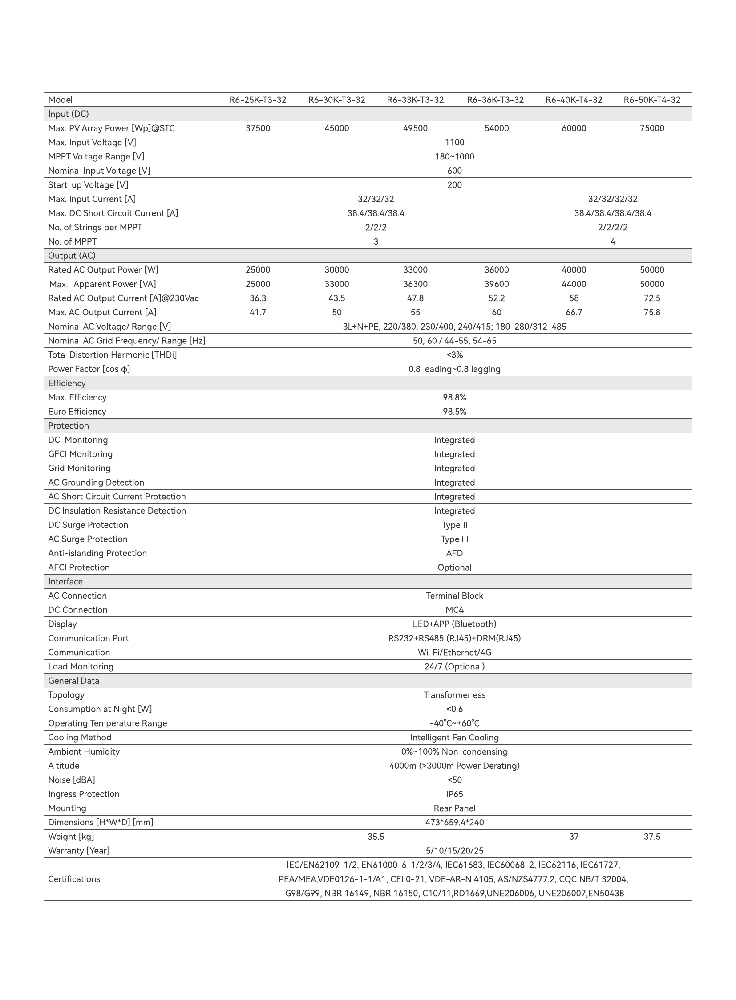 Model R6-25K-T3-32 R6-30K-T3-32 R6-33K-T3-32 R6-36K-T3-32 R6-40K-T4-32 R6-50K-T4-32
Input (DC)
Max. PV Array Power [Wp]@STC 37500 45000 49500 54000 60000 75000
Max. Input Voltage [V] 1100
MPPT Voltage Range [V] 180~1000
Nominal Input Voltage [V] 600
Start-up Voltage [V] 200
Max. Input Current [A] 32/32/32 32/32/32/32
Max. DC Short Circuit Current [A] 38.4/38.4/38.4 38.4/38.4/38.4/38.4
No. of Strings per MPPT 2/2/2 2/2/2/2
No. of MPPT 3 4
Output (AC)
Rated AC Output Power [W] 25000 30000 33000 36000 40000 50000
Max. Apparent Power [VA] 25000 33000 36300 39600 44000 50000
Rated AC Output Current [A]@230Vac 36.3 43.5 47.8 52.2 58 72.5
Max. AC Output Current [A] 41.7 50 55 60 66.7 75.8
Nominal AC Voltage/ Range [V] 3L+N+PE, 220/380, 230/400, 240/415; 180-280/312-485
Nominal AC Grid Frequency/ Range [Hz] 50, 60 / 44-55, 54-65
Total Distortion Harmonic [THDi] <3%
Power Factor [cos ϕ] 0.8 leading~0.8 lagging
Efficiency
Max. Efficiency 98.8%
Euro Efficiency 98.5%
Protection
DCI Monitoring Integrated
GFCI Monitoring Integrated
Grid Monitoring Integrated
AC Grounding Detection Integrated
AC Short Circuit Current Protection Integrated
DC Insulation Resistance Detection Integrated
DC Surge Protection Type II
AC Surge Protection Type III
Anti-islanding Protection AFD
AFCI Protection Optional
Interface
AC Connection Terminal Block
DC Connection MC4
Display LED+APP (Bluetooth)
Communication Port RS232+RS485 (RJ45)+DRM(RJ45)
Communication Wi-Fi/Ethernet/4G
Load Monitoring 24/7 (Optional)
General Data
Topology Transformerless
Consumption at Night [W] <0.6
Operating Temperature Range -40°C~+60°C
Cooling Method Intelligent Fan Cooling
Ambient Humidity 0%~100% Non-condensing
Altitude 4000m (>3000m Power Derating)
Noise [dBA] <50
Ingress Protection IP65
Mounting Rear Panel
Dimensions [H*W*D] [mm] 473*659.4*240
Weight [kg] 35.5 37 37.5
Warranty [Year] 5/10/15/20/25
Certifications IEC/EN62109-1/2, EN61000-6-1/2/3/4, IEC61683, IEC60068-2, IEC62116, IEC61727,
PEA/MEA,VDE0126-1-1/A1, CEI 0-21, VDE-AR-N 4105, AS/NZS4777.2, CQC NB/T 32004,
G98/G99, NBR 16149, NBR 16150, C10/11,RD1669,UNE206006, UNE206007,EN50438